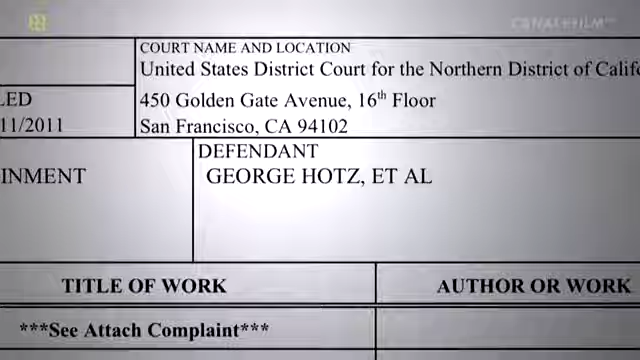 COURT NAME AND LOCATION
United States District Court for the Northern District of Califo
LED
450 Golden Gate Avenue, 16th Floor
11/2011
San Francisco, CA 94102
DEFENDANT
INMENT
GEORGE HOTZ, ET AL
TITLE OF WORK
AUTHOR OR WORK
***See Attach Complaint***